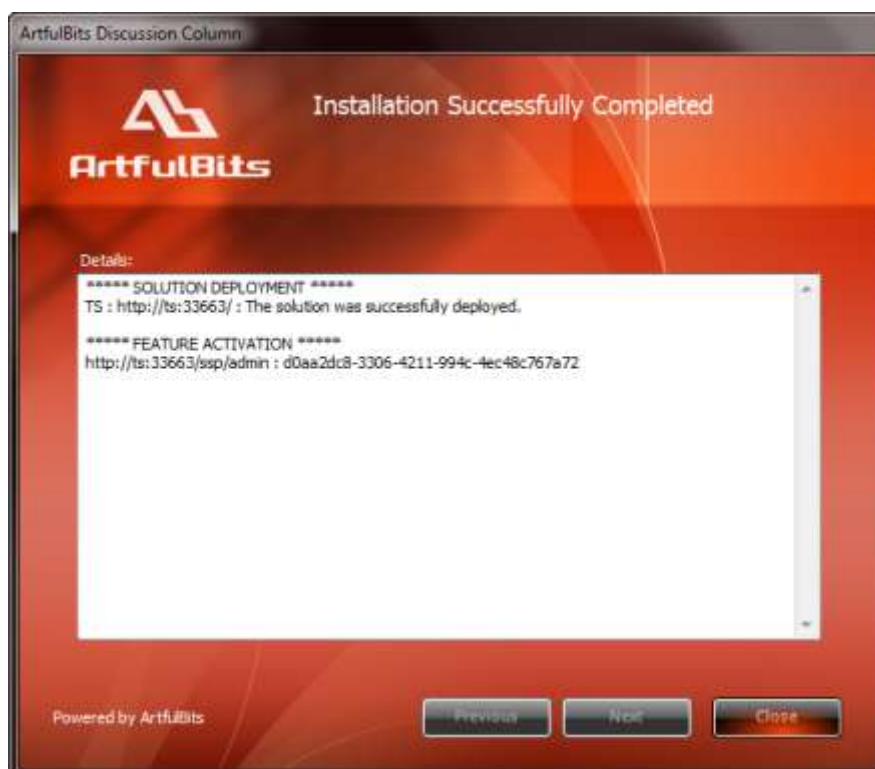 ArtfulBits Discussion Column
Installation Successfully Completed
ArtfulBits
Details:
***** SOLUTION DEPLOYMENT *****
TS : http://ts:33663/ : The solution was successfully deployed.
***** FEATURE ACTIVATION *****
http://ts:33663/ssp/admin : d0aa2dc8-3306-4211-994c-4ec48c767a72
Powered by ArtfulBits
Previous
Next
Close